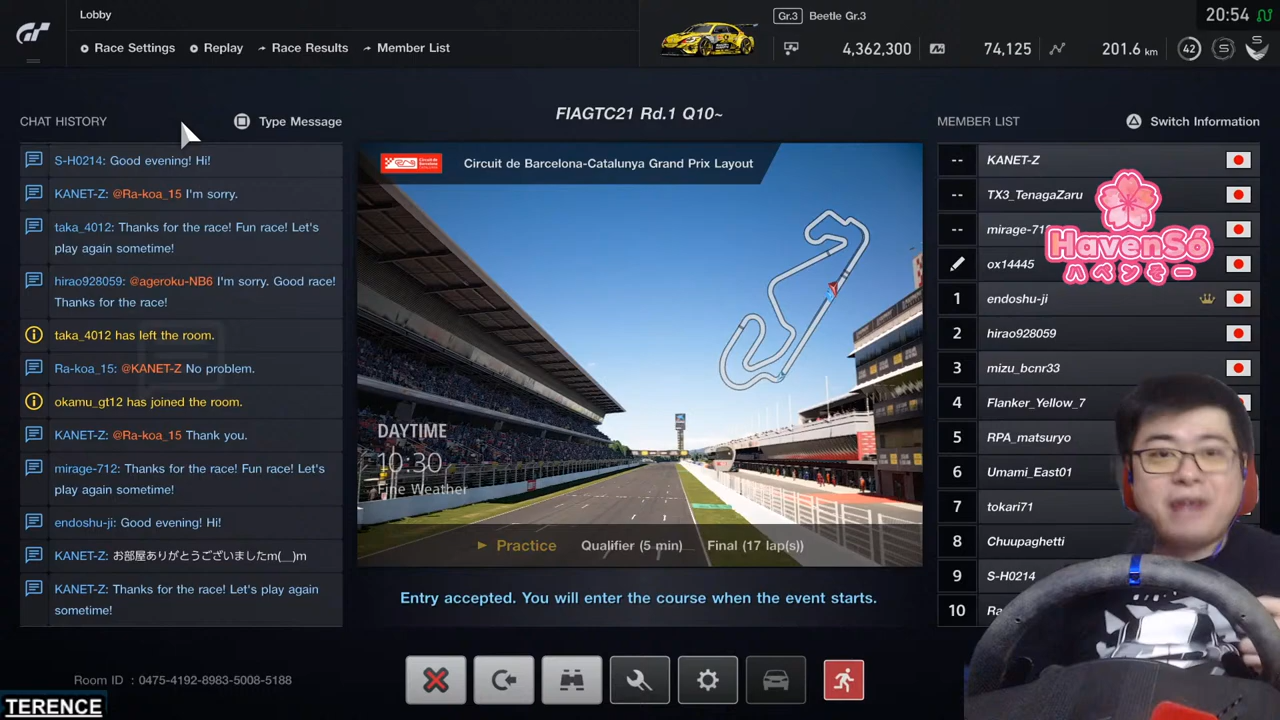 Lobby
Race Settings
Replay
Race Results
Member List
Gr.3
Beetle Gr.3
4,362,300
74,125
201.6 km
42
S
S
20:54
CHAT HISTORY
Type Message
S-H0214: Good evening! Hi!
KANET-Z: @Ra-koa_15 I'm sorry.
taka_4012: Thanks for the race! Fun race! Let's
play again sometime!
hirao928059: @ageroku-NB6 I'm sorry. Good race!
Thanks for the race!
taka_4012 has left the room.
Ra-koa_15: @KANET-Z No problem.
okamu_gt12 has joined the room.
KANET-Z: @Ra-koa_15 Thank you.
mirage-712: Thanks for the race! Fun race! Let's
play again sometime!
endoshu-ji: Good evening! Hi!
KANET-Z: お部屋ありがとうございましたm(__)m
KANET-Z: Thanks for the race! Let's play again
sometime!
Room ID : 0475-4192-8983-5008-5188
TERENCE
FIAGTC21 Rd.1 Q10~
Circuit de Barcelona-Catalunya Grand Prix Layout
DAYTIME
10:30
Fine Weather
Practice
Qualifier (5 min)
Final (17 lap(s))
Entry accepted. You will enter the course when the event starts.
MEMBER LIST
Switch Information
-- KANET-Z
-- TX3_TenagaZaru
-- mirage-71
ox14445
1 endoshu-ji
2 hirao928059
3 mizu_bcnr33
4 Flanker_Yellow_7
5 RPA_matsuryo
6 Umami_East01
7 tokari71
8 Chuupaghetti
9 S-H0214
10 Ra
HavenSó
ハベンそー